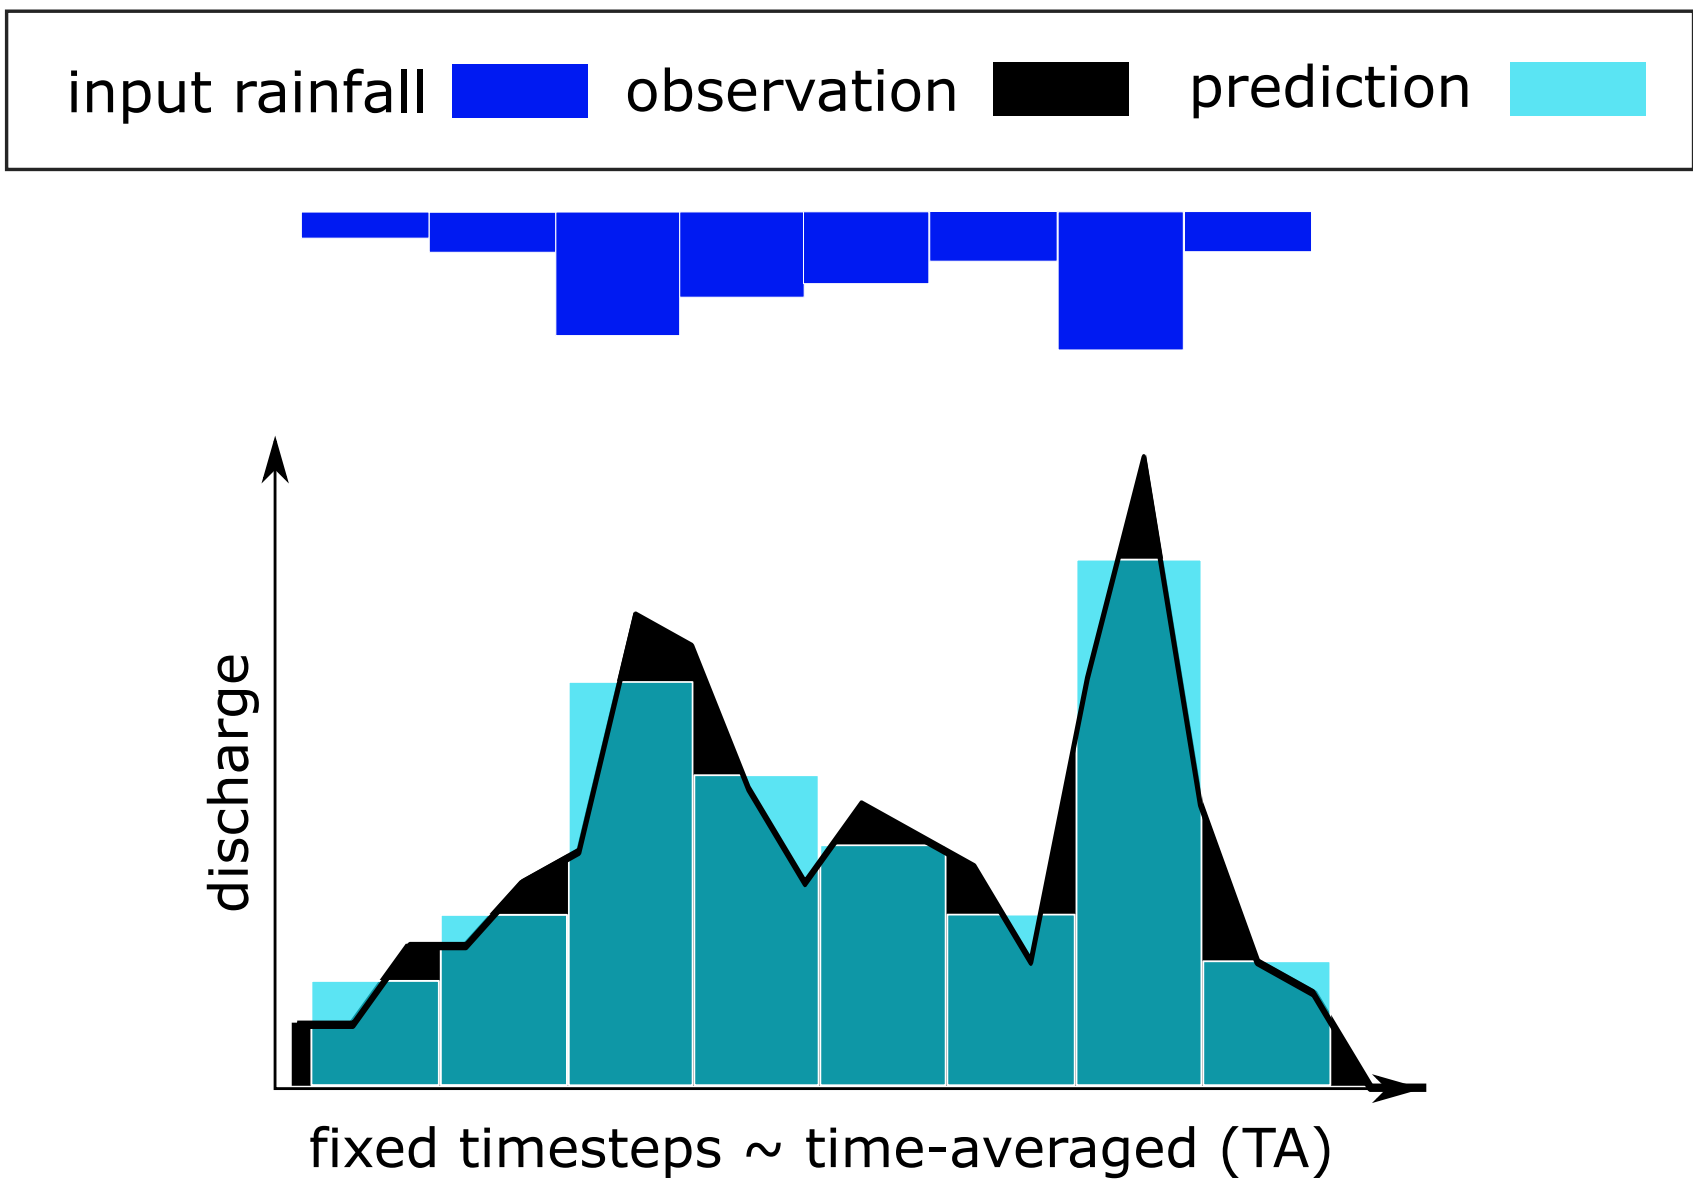 input rainfall observation prediction
discharge
fixed timesteps ~ time-averaged (TA)